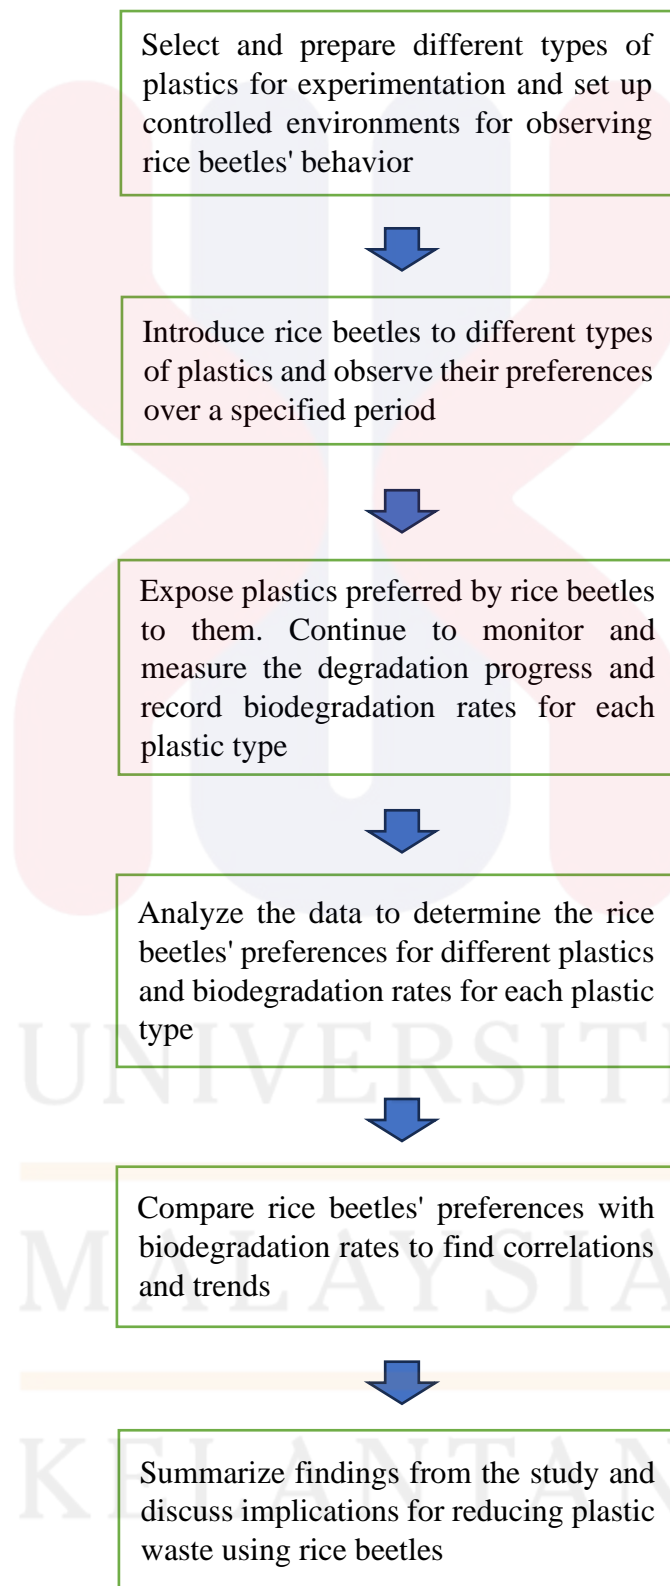 Select and prepare different types of
plastics for experimentation and set up
controlled environments for observing
rice beetles' behavior
Introduce rice beetles to different types
of plastics and observe their preferences
over a specified period
Expose plastics preferred by rice beetles
to them. Continue to monitor and
measure the degradation progress and
record biodegradation rates for each
plastic type
Analyze the data to determine the rice
beetles' preferences for different plastics
and biodegradation rates for each plastic
type
UNIVERSITI
Compare rice beetles' preferences with
biodegradation rates to find correlations
and trends
MALAYSIA
Summarize findings from the study and
discuss implications for reducing plastic
waste using rice beetles
KELANTAN